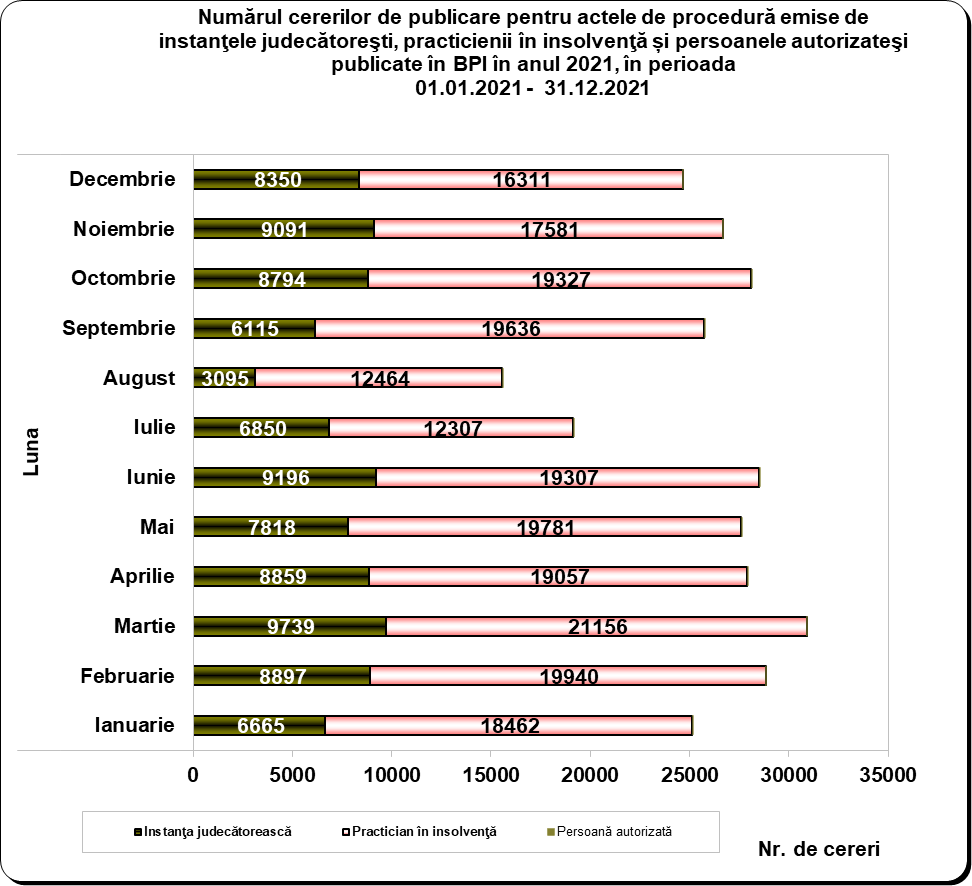 Numărul cererilor de publicare pentru actele de procedură emise de
instanţele judecătoreşti, practicienii în insolvenţă și persoanele autorizateşi
publicate în BPI în anul 2021, în perioada
01.01.2021 - 31.12.2021
Decembrie 8350 16311
Noiembrie 9091 17581
Octombrie 8794 19327
Septembrie 6115 19636
August 3095 12464
Iulie 6850 12307
Iunie 9196 19307
Mai 7818 19781
Aprilie 8859 19057
Martie 9739 21156
Februarie 8897 19940
Ianuarie 6665 18462
Luna
0 5000 10000 15000 20000 25000 30000 35000
Instanţa judecătorească Practician în insolvenţă Persoană autorizată
Nr. de cereri